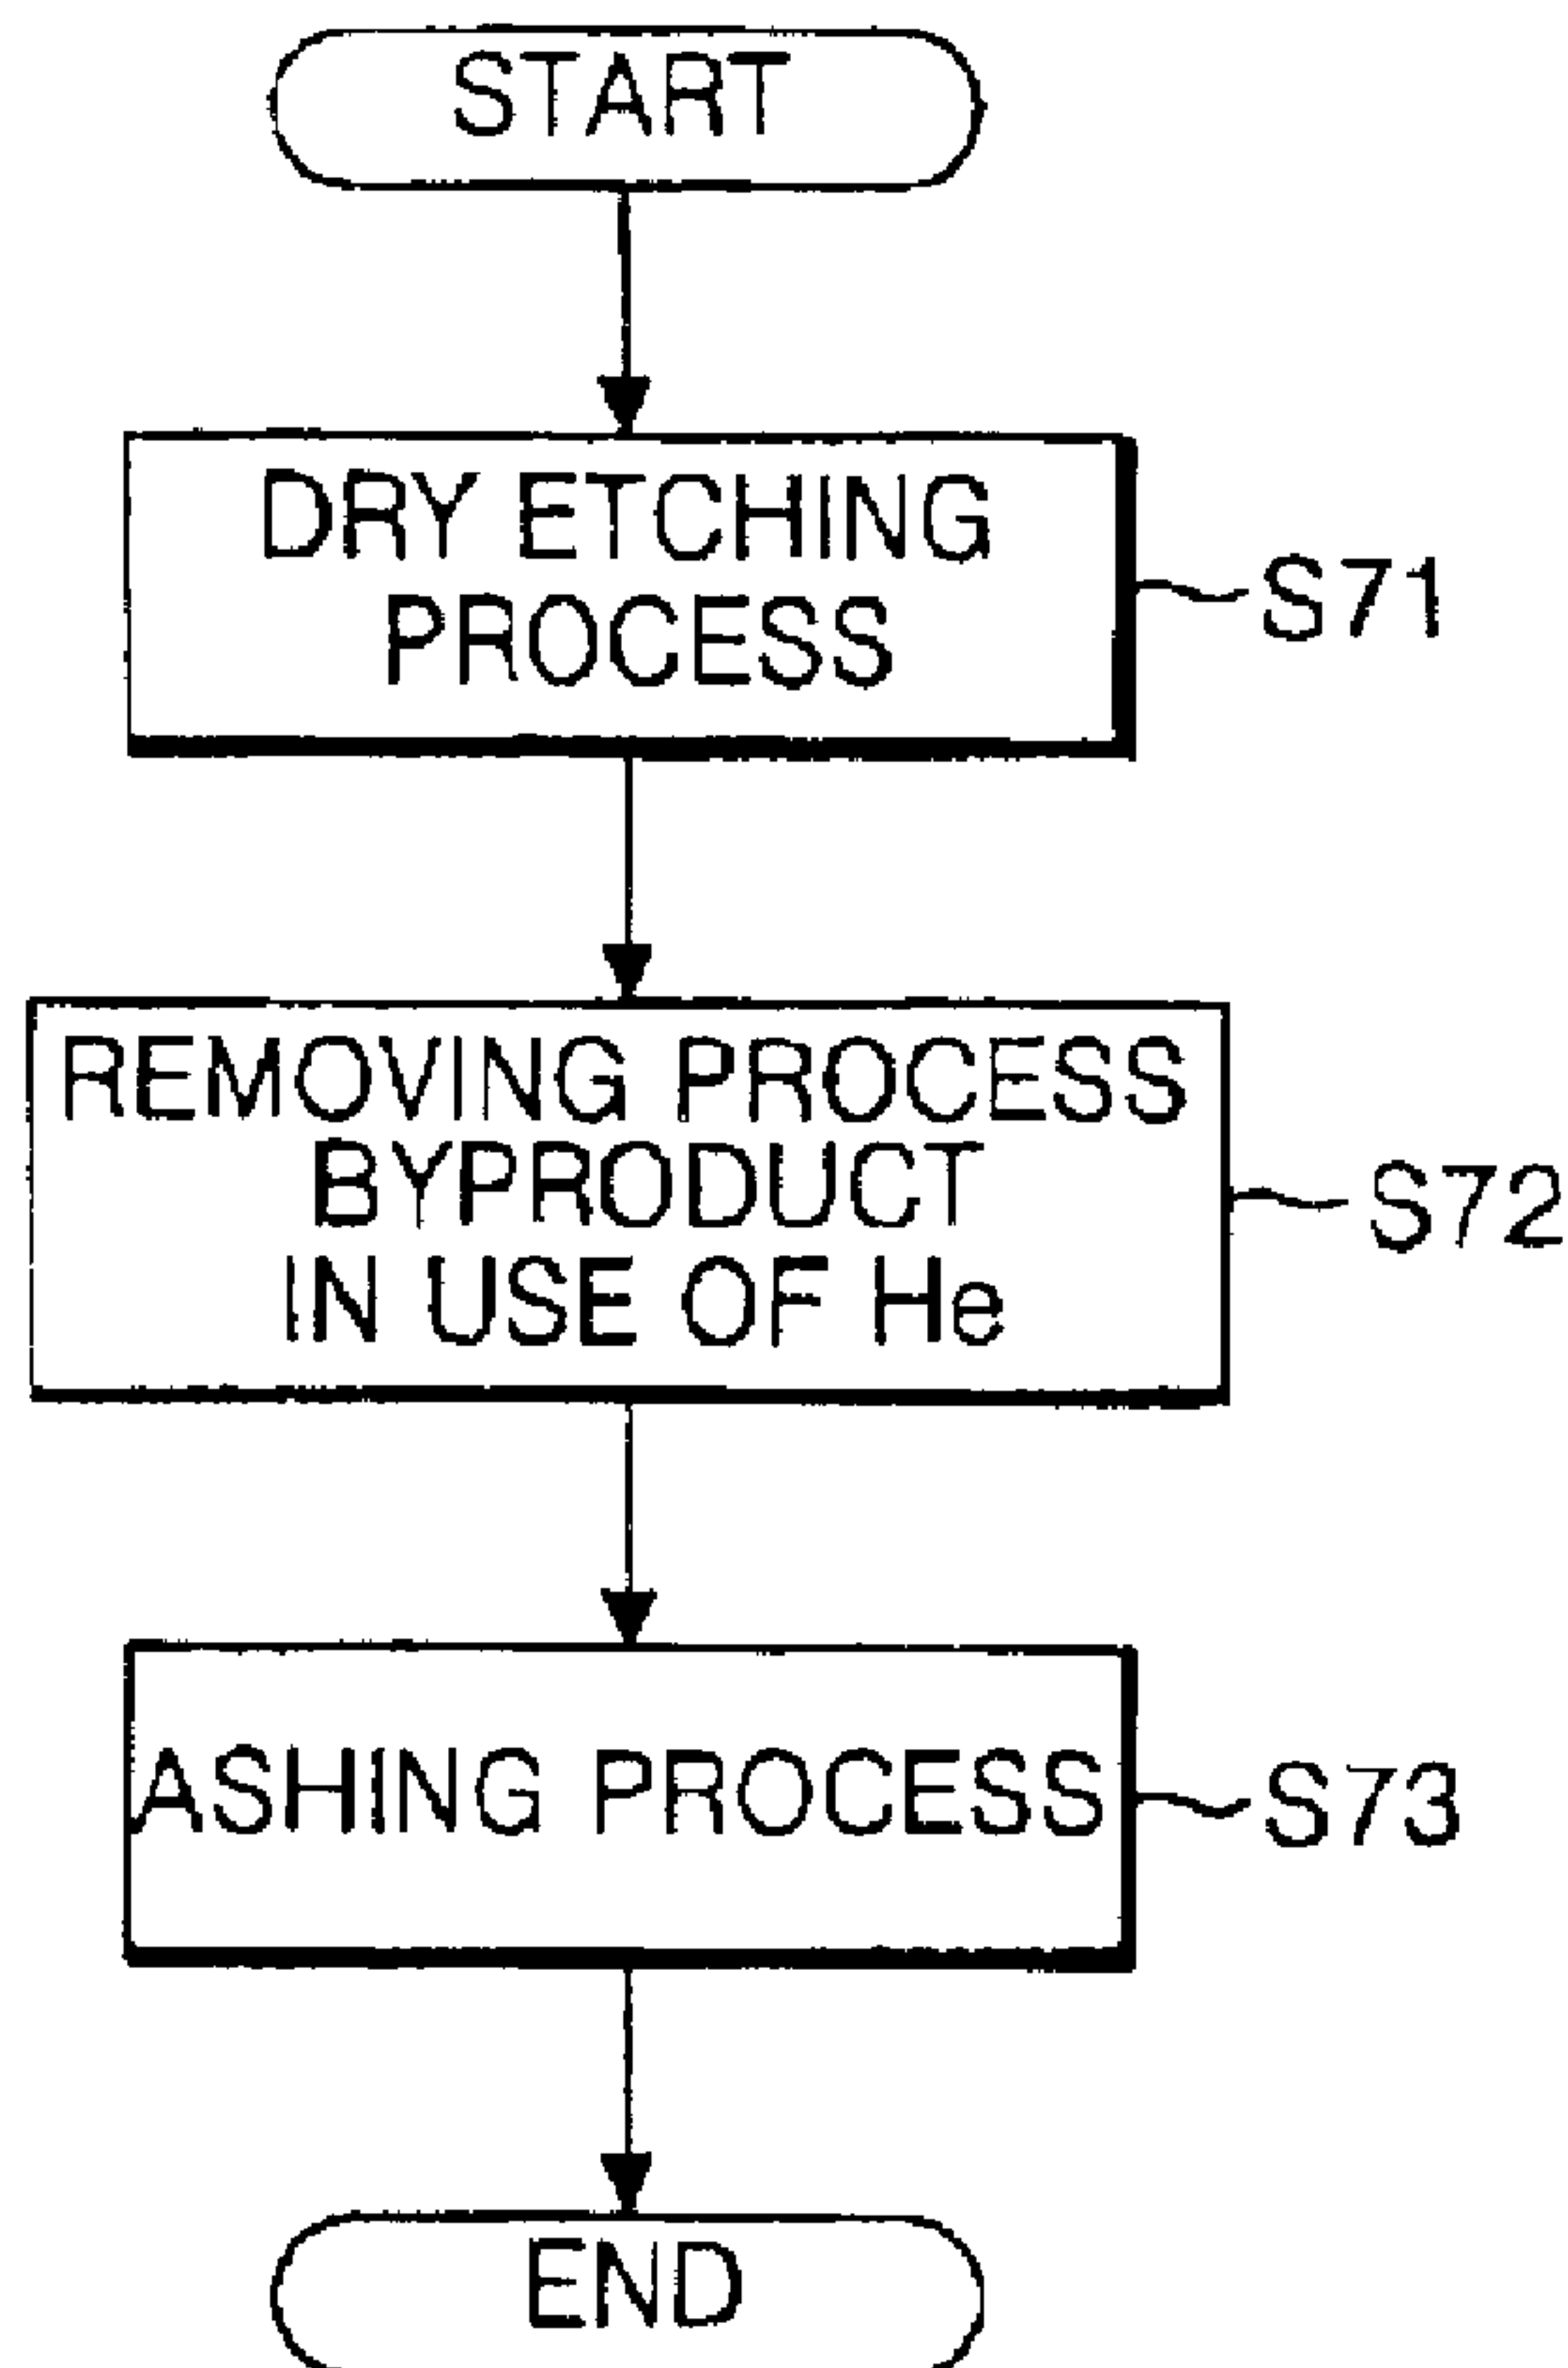 START
DRY ETCHING
PROCESS
S71
REMOVING PROCESS
BYPRODUCT
IN USE OF He
S72
ASHING PROCESS
S73
END